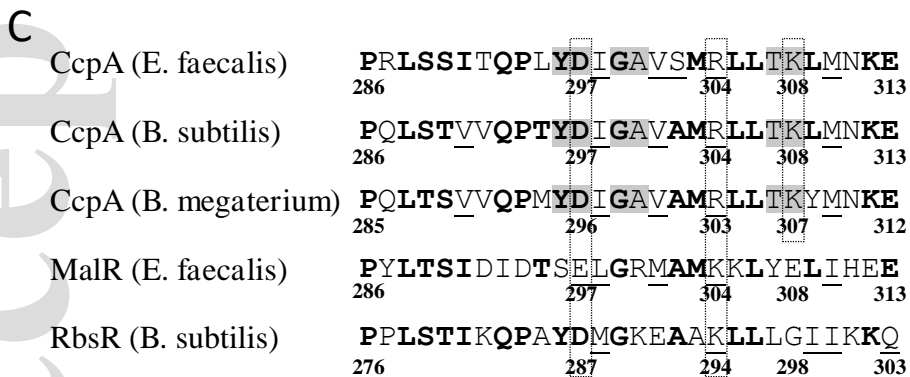 C
CcpA (E. faecalis) PRLSSITQPLYDIGAVSMRLLTKLMNKE
286 297 304 308 313
CcpA (B. subtilis) PQLSTVVQPTYDIGAVAMRLLTKLMNKE
286 297 304 308 313
CcpA (B. megaterium) PQLTSVVQPMYDIGAVAMRLLTKYMNKE
285 296 303 307 312
MalR (E. faecalis) PYLTSIDIDTSELGRMAMKKLYELIHEE
286 297 304 308 313
RbsR (B. subtilis) PPLSTIKQPAYDMGKEAAKLLLGIIKKQ
276 287 294 298 303